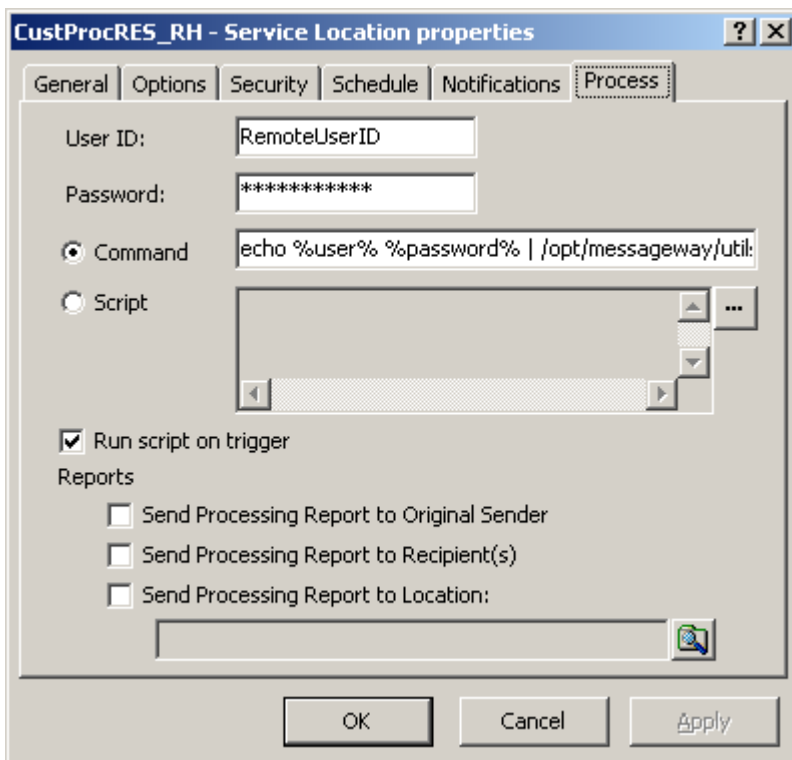 CustProcRES_RH - Service Location properties
General Options Security Schedule Notifications Process
User ID: RemoteUserID
Password: ***********
Command echo %user% %password% | /opt/messageway/utils
Script ...
Run script on trigger
Reports
Send Processing Report to Original Sender
Send Processing Report to Recipient(s)
Send Processing Report to Location:
OK Cancel Apply